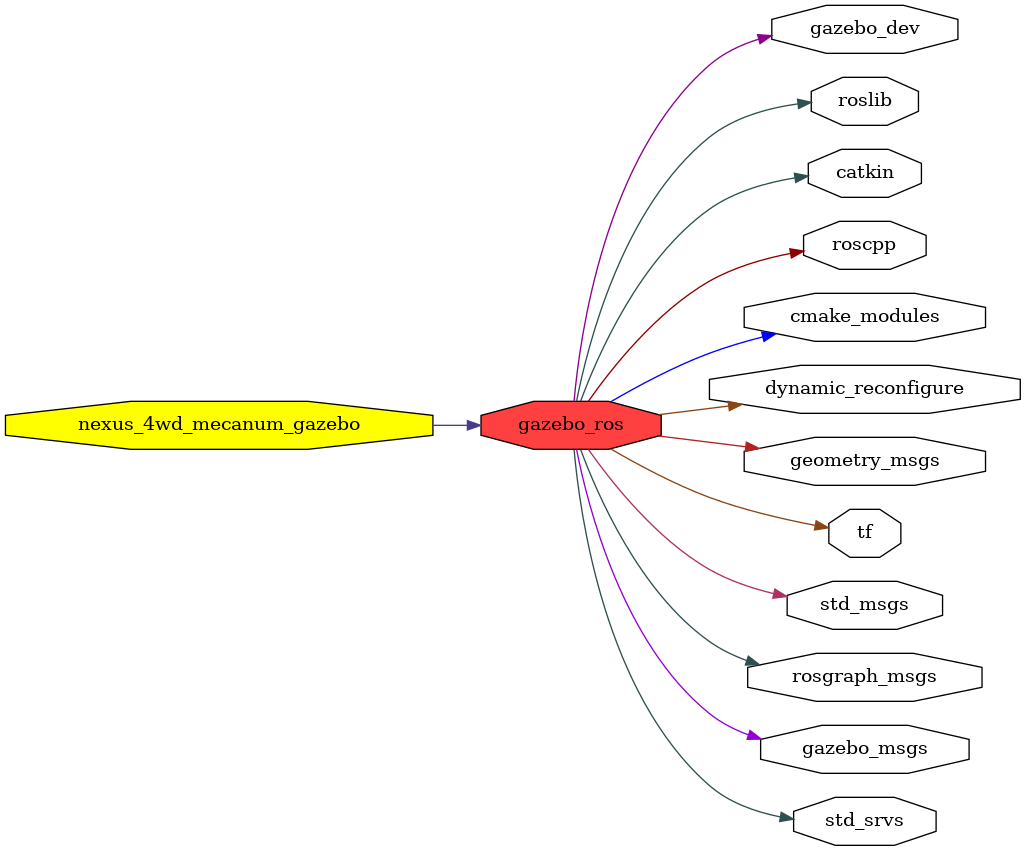 gazebo_dev
roslib
catkin
roscpp
cmake_modules
dynamic_reconfigure
nexus_4wd_mecanum_gazebo
gazebo_ros
geometry_msgs
tf
std_msgs
rosgraph_msgs
gazebo_msgs
std_srvs